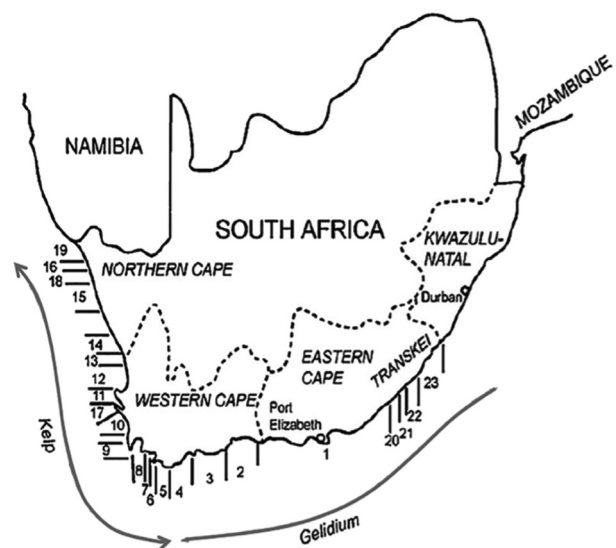 MOZAMBIQUE
NAMIBIA
SOUTH AFRICA
KWAZULU-
NATAL
NORTHERN CAPE
Durban
19
16
18
15
14
13
12
11
17
10
9
EASTERN
CAPE
TRANSKEI
WESTERN CAPE
Port
Elizabeth
Kelp
8
7
6
5
4
3
2
1
20
21
22
23
Gelidium